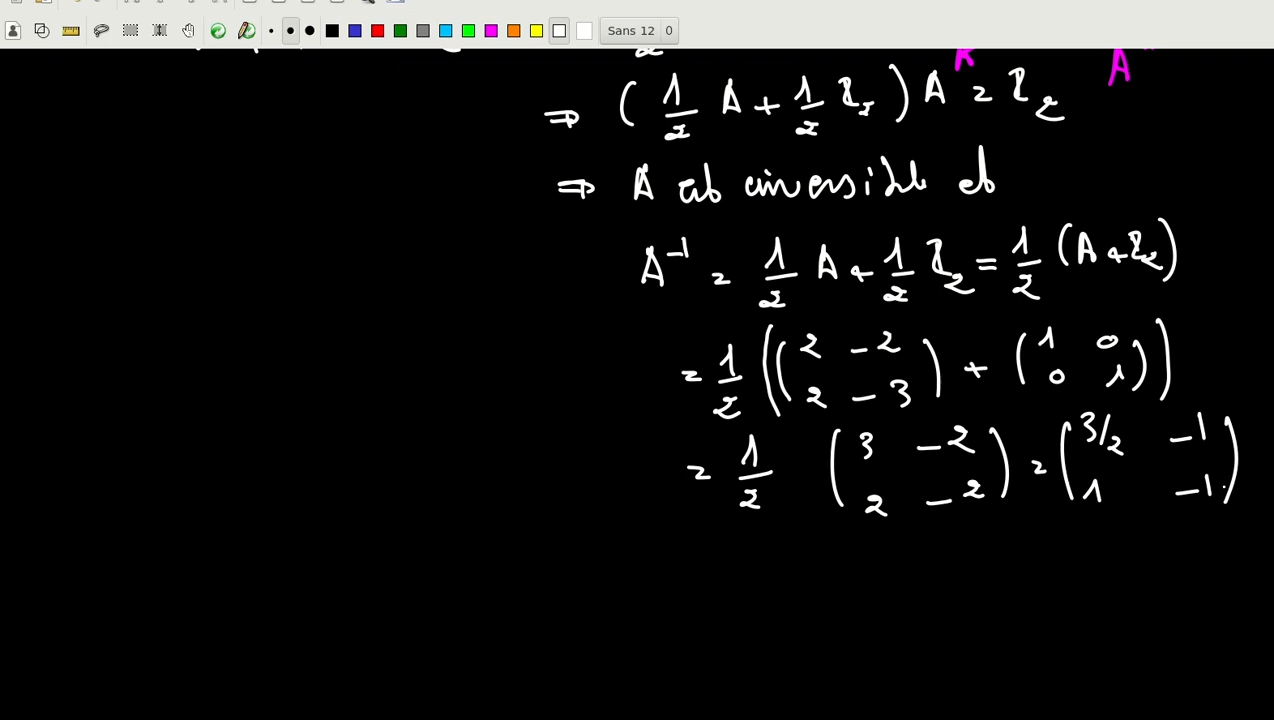 Sans 12 0
A
⇒ ( 1/2 A + 1/2 I₂ ) A = I₂
⇒ A est inversible et
A⁻¹ = 1/2 A + 1/2 I₂ = 1/2 (A + I₂)
= 1/2 ( ( 2 -2 ; 2 -3 ) + ( 1 0 ; 0 1 ) )
= 1/2 ( 3 -2 ; 2 -2 ) = ( 3/2 -1 ; 1 -1 )